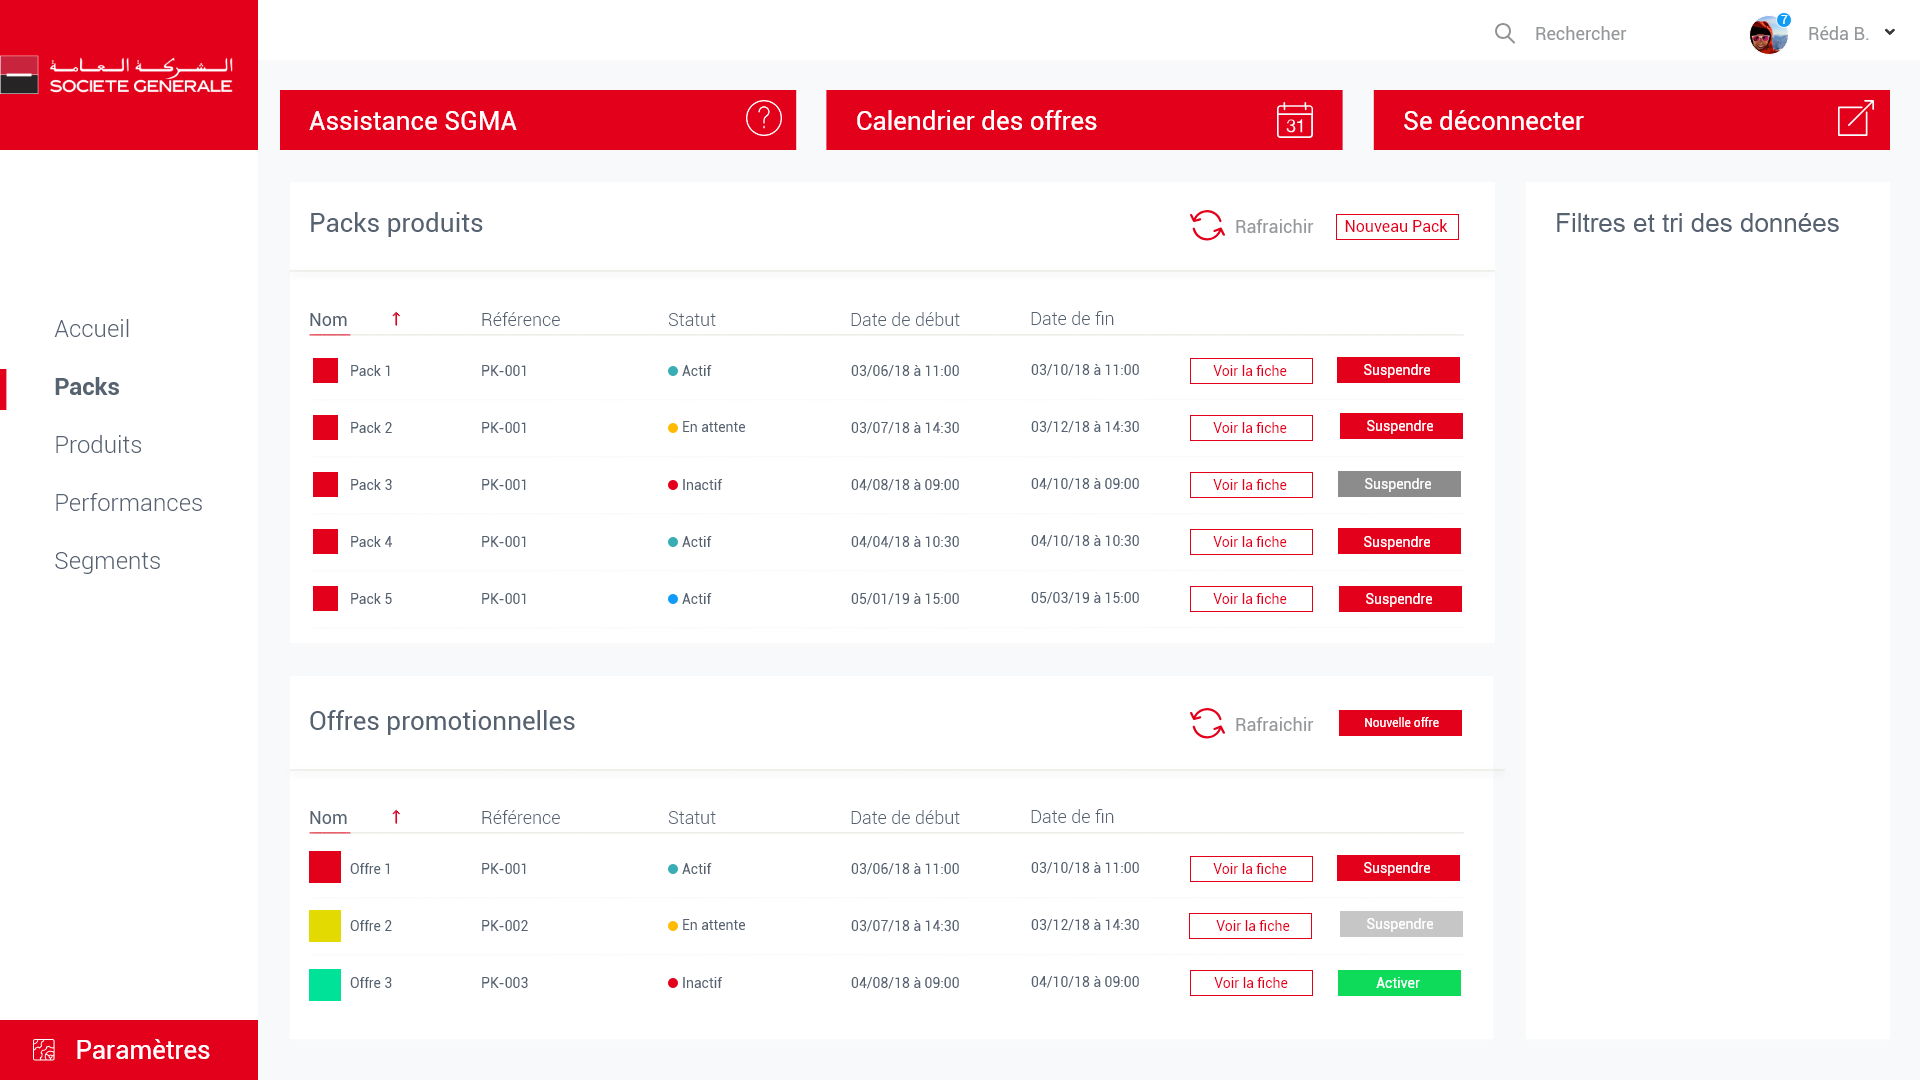 الشركة العامة
SOCIETE GENERALE
Rechercher
7
Réda B.
Assistance SGMA
?
Calendrier des offres
31
Se déconnecter
Accueil
Packs
Produits
Performances
Segments
Paramètres
Packs produits
Rafraichir
Nouveau Pack
Nom ↑ Référence Statut Date de début Date de fin
Pack 1 PK-001 Actif 03/06/18 à 11:00 03/10/18 à 11:00 Voir la fiche Suspendre
Pack 2 PK-001 En attente 03/07/18 à 14:30 03/12/18 à 14:30 Voir la fiche Suspendre
Pack 3 PK-001 Inactif 04/08/18 à 09:00 04/10/18 à 09:00 Voir la fiche Suspendre
Pack 4 PK-001 Actif 04/04/18 à 10:30 04/10/18 à 10:30 Voir la fiche Suspendre
Pack 5 PK-001 Actif 05/01/19 à 15:00 05/03/19 à 15:00 Voir la fiche Suspendre
Offres promotionnelles
Rafraichir
Nouvelle offre
Nom ↑ Référence Statut Date de début Date de fin
Offre 1 PK-001 Actif 03/06/18 à 11:00 03/10/18 à 11:00 Voir la fiche Suspendre
Offre 2 PK-002 En attente 03/07/18 à 14:30 03/12/18 à 14:30 Voir la fiche Suspendre
Offre 3 PK-003 Inactif 04/08/18 à 09:00 04/10/18 à 09:00 Voir la fiche Activer
Filtres et tri des données